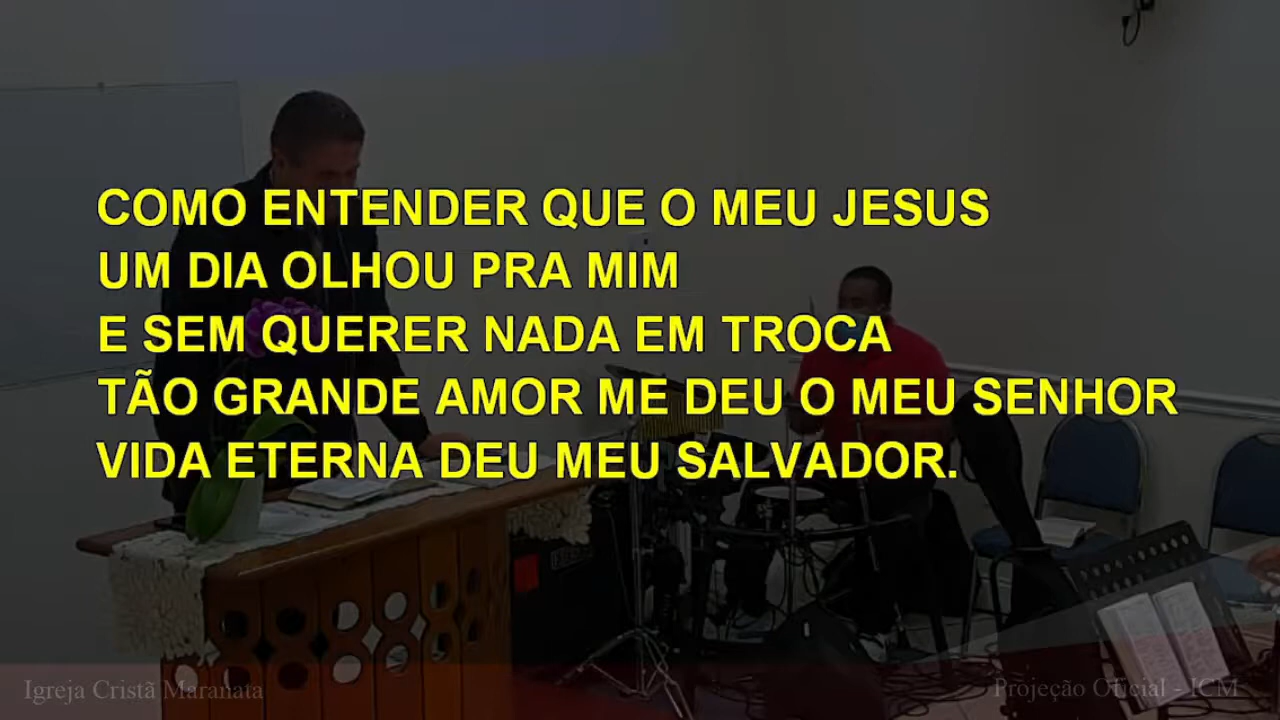 COMO ENTENDER QUE O MEU JESUS
UM DIA OLHOU PRA MIM
E SEM QUERER NADA EM TROCA
TÃO GRANDE AMOR ME DEU O MEU SENHOR
VIDA ETERNA DEU MEU SALVADOR.
Igreja Cristã Maranata
Projeção Oficial - ICM